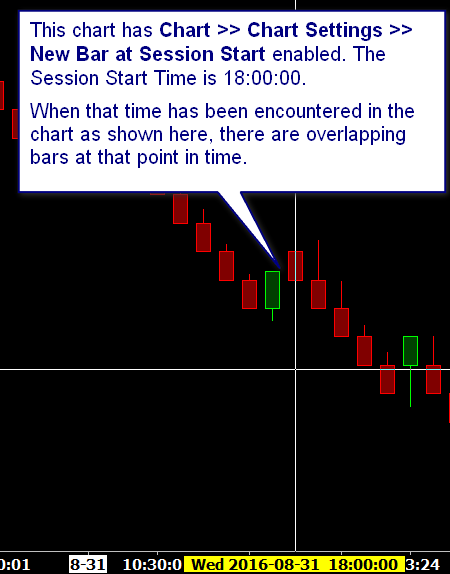 This chart has Chart >> Chart Settings >>
New Bar at Session Start enabled. The
Session Start Time is 18:00:00.
When that time has been encountered in the
chart as shown here, there are overlapping
bars at that point in time.
0:01 8-31 10:30:0 Wed 2016-08-31 18:00:00 3:24